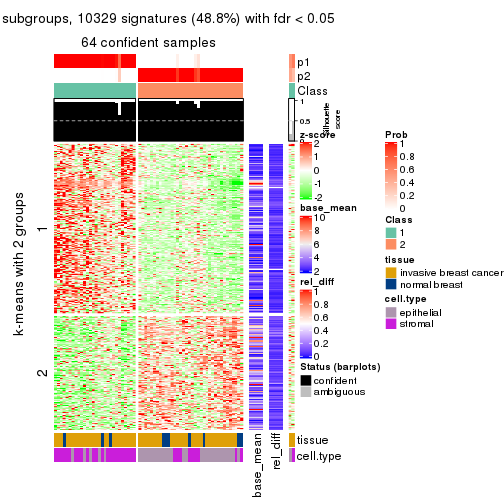 subgroups, 10329 signatures (48.8%) with fdr < 0.05
64 confident samples
p1
p2
Class
1
0.5
0
Silhouette
score
z-score
2
1
0
-1
-2
base_mean
10
8
6
4
2
rel_diff
1
0.8
0.6
0.4
0.2
0
Status (barplots)
confident
ambiguous
Prob
1
0.8
0.6
0.4
0.2
0
Class
1
2
tissue
invasive breast cancer
normal breast
cell.type
epithelial
stromal
k-means with 2 groups
1
2
tissue
cell.type
base_mean
rel_diff